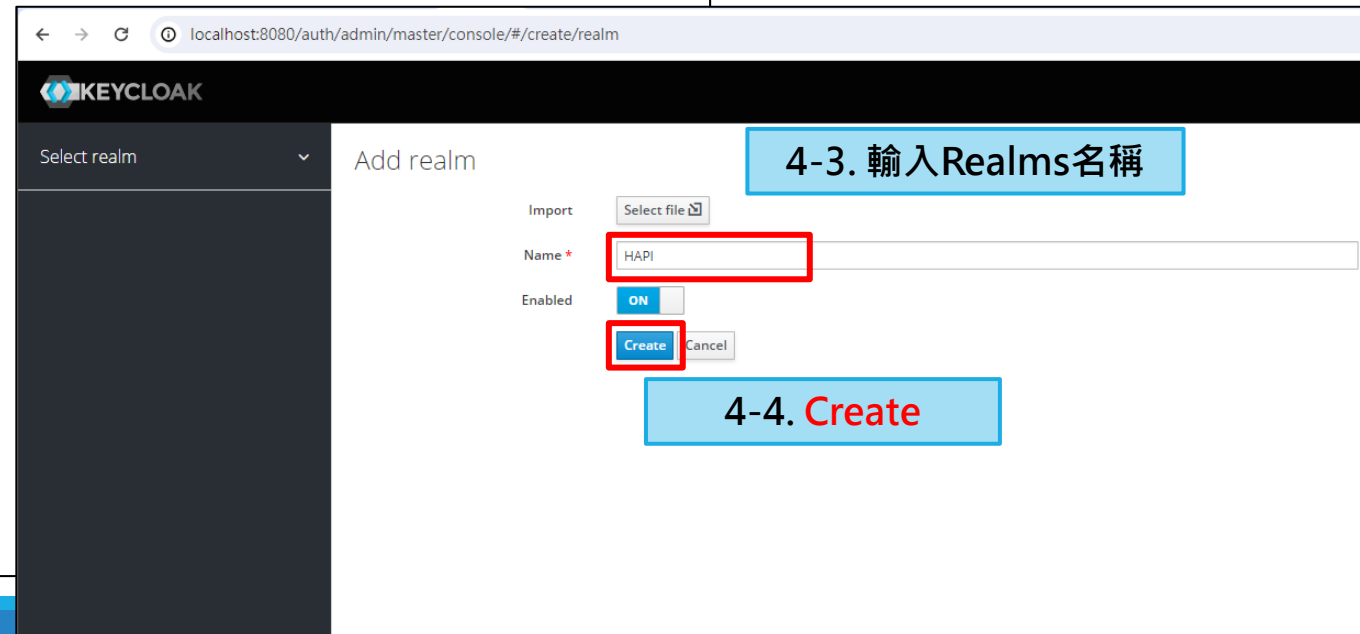 localhost:8080/auth/admin/master/console/#/create/realm
KEYCLOAK
Select realm
Add realm
4-3. 輸入Realms名稱
Import
Select file
Name *
HAPI
Enabled
ON
Create
Cancel
4-4. Create